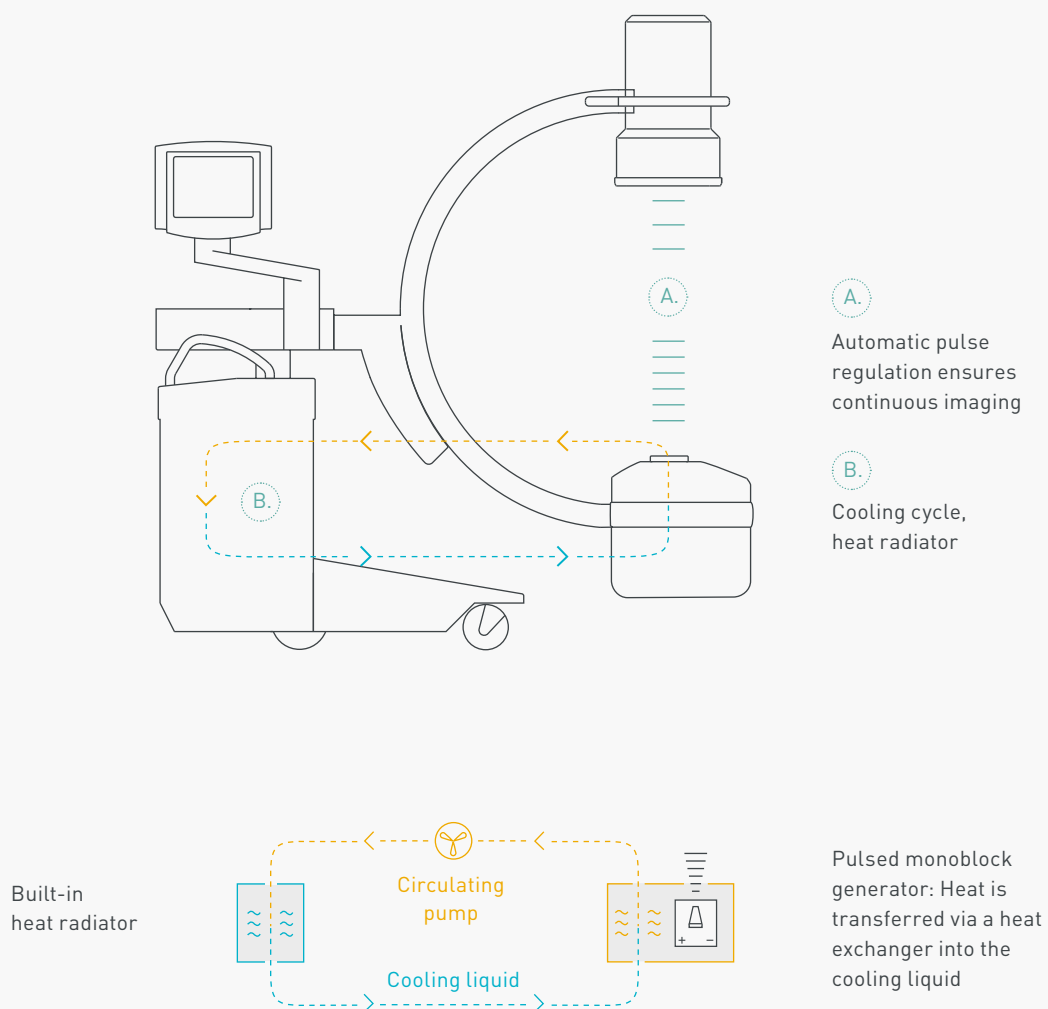 A.
A.
Automatic pulse
regulation ensures
continuous imaging
B.
B.
Cooling cycle,
heat radiator
Built-in
heat radiator
Circulating
pump
Cooling liquid
+ −
Pulsed monoblock
generator: Heat is
transferred via a heat
exchanger into the
cooling liquid